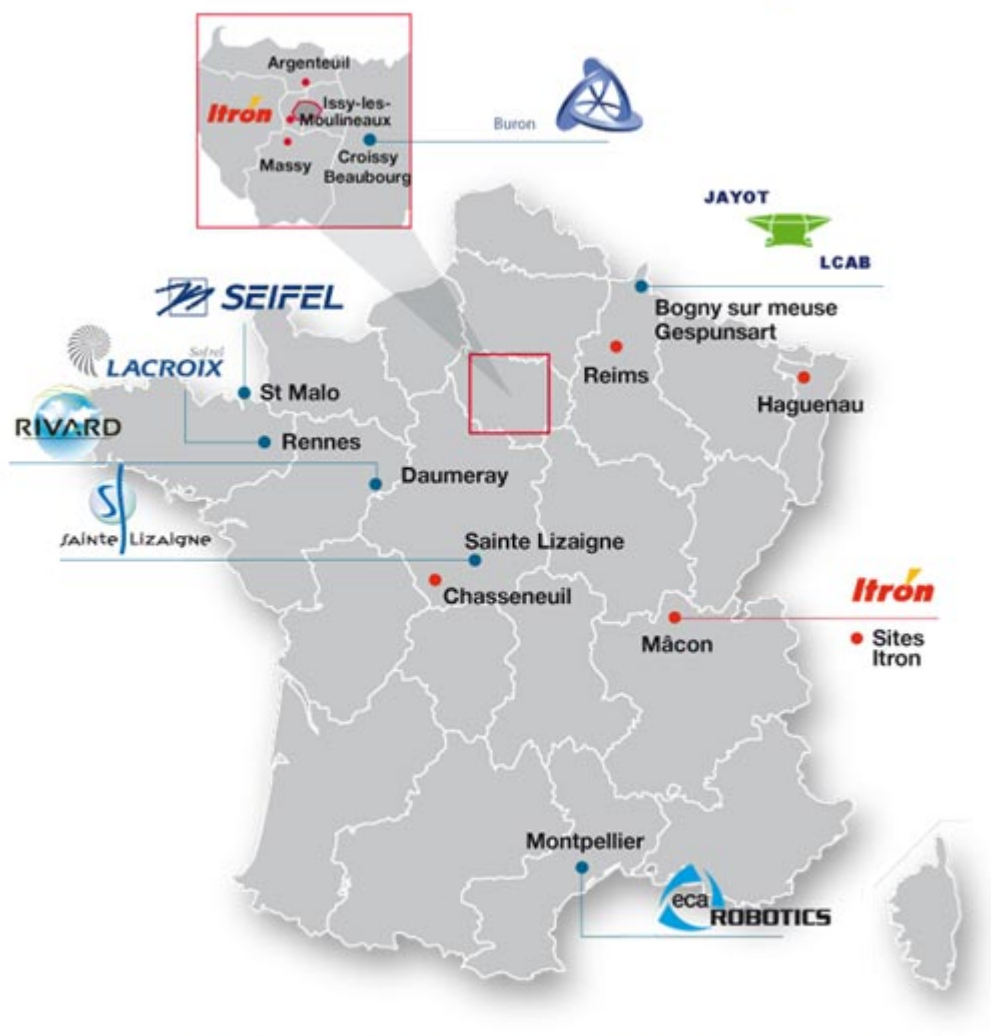 Argenteuil
Itron
Issy-les-
Moulineaux
Massy
Croissy
Beaubourg
Buron
JAYOT
LCAB
Bogny sur meuse
Gespunsart
SEIFEL
Sofrel
LACROIX
St Malo
Reims
Haguenau
RIVARD
Rennes
Daumeray
Sainte Lizaigne
Sainte Lizaigne
Chasseneuil
Itron
Sites
Itron
Mâcon
Montpellier
eca
ROBOTICS